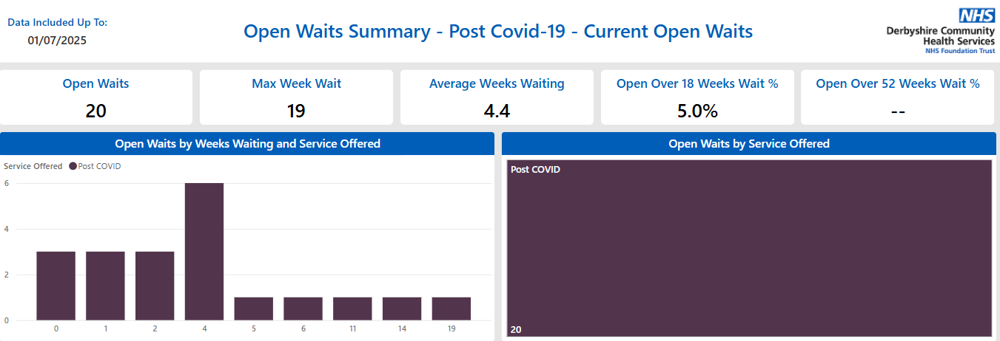 Data Included Up To:
01/07/2025
Open Waits Summary - Post Covid-19 - Current Open Waits
NHS
Derbyshire Community
Health Services
NHS Foundation Trust
Open Waits
20
Max Week Wait
19
Average Weeks Waiting
4.4
Open Over 18 Weeks Wait %
5.0%
Open Over 52 Weeks Wait %
--
Open Waits by Weeks Waiting and Service Offered
Service Offered Post COVID
6
4
2
0
0 1 2 4 5 6 11 14 19
Open Waits by Service Offered
Post COVID
20